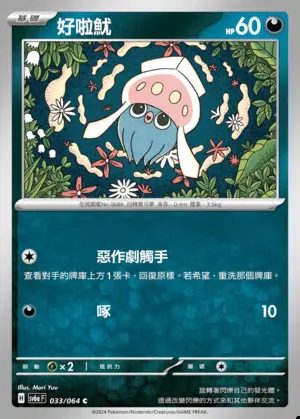 基礎 好啦魷 HP60
全國圖鑑No.0686 迴轉寶可夢 身高:0.4m 體重:3.5kg
惡作劇觸手
查看對手的牌庫上方1張卡,回復原樣。若希望,重洗那個牌庫。
啄 10
弱點 ×2 抵抗力 撤退
Illus. Mori Yuu
H SV6a F 033/064 C
旋轉著閃爍的發光體,
透過改變閃爍的方式來和其他夥伴交流。
©2024 Pokémon/Nintendo/Creatures/GAME FREAK.